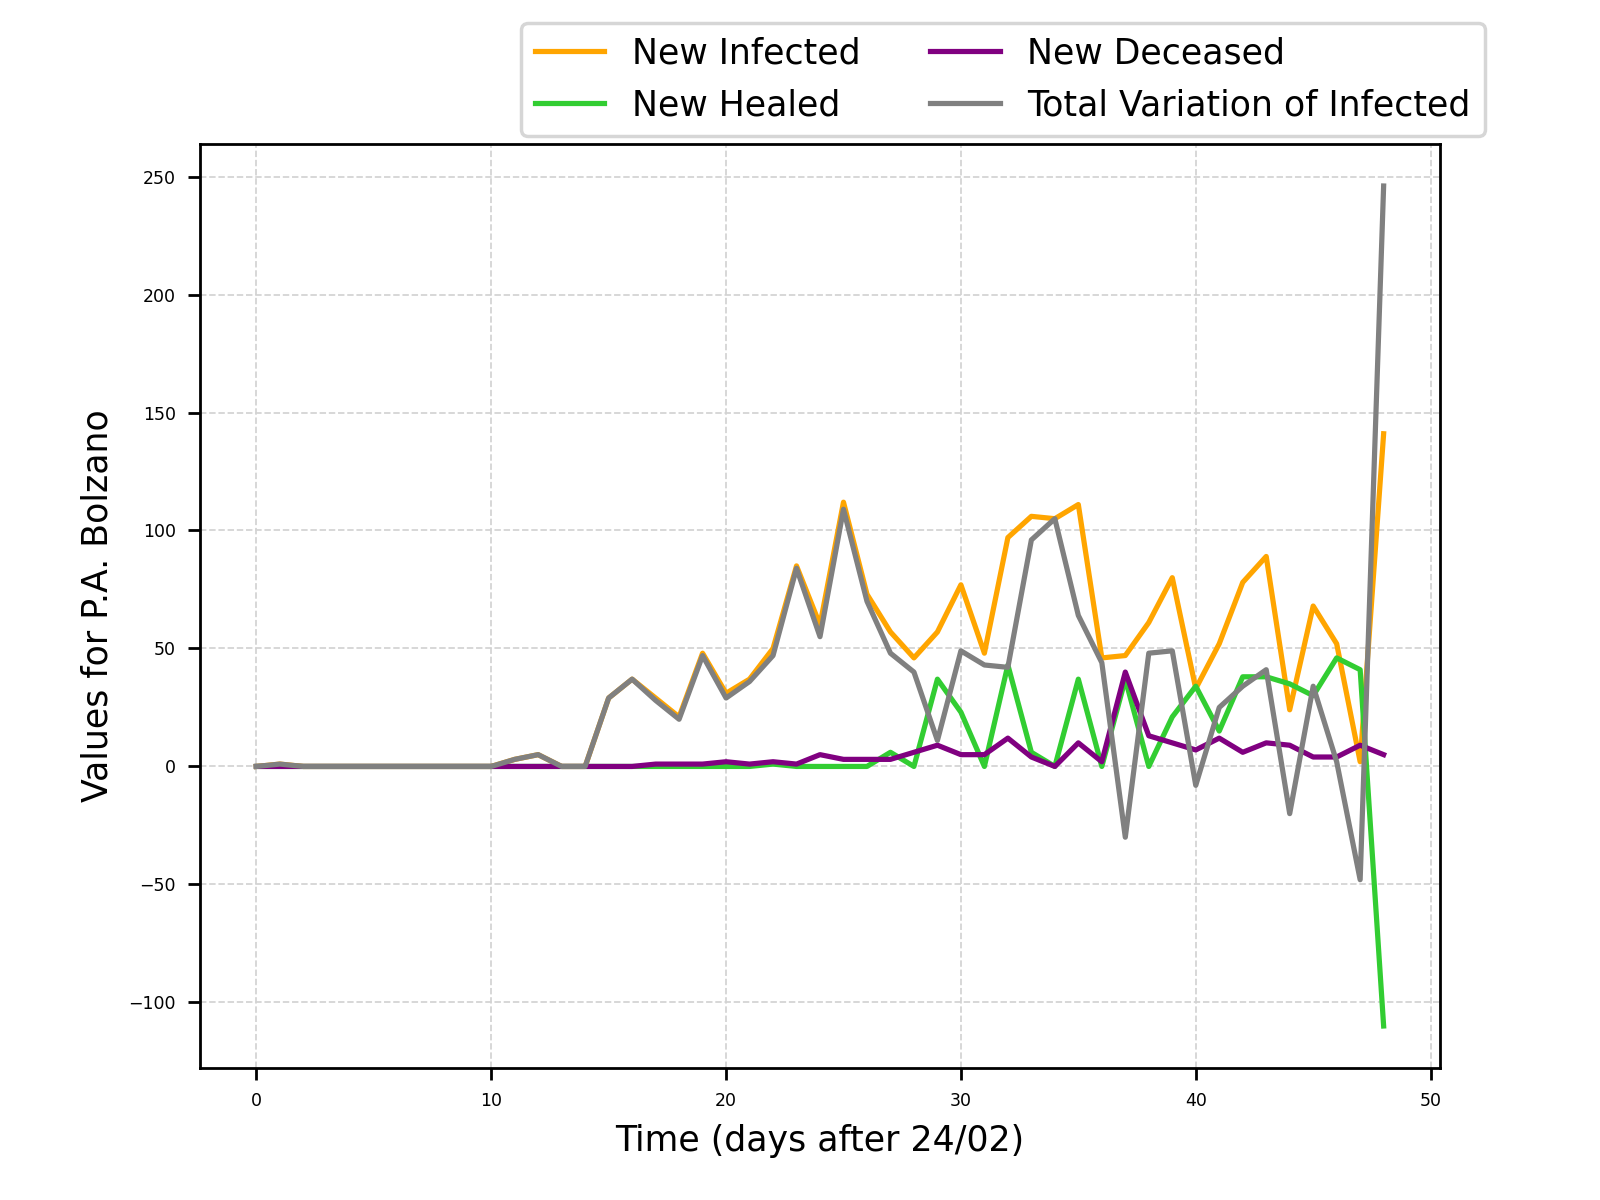 New Infected
New Healed
New Deceased
Total Variation of Infected
250
200
150
100
50
0
−50
−100
Values for P.A. Bolzano
0 10 20 30 40 50
Time (days after 24/02)